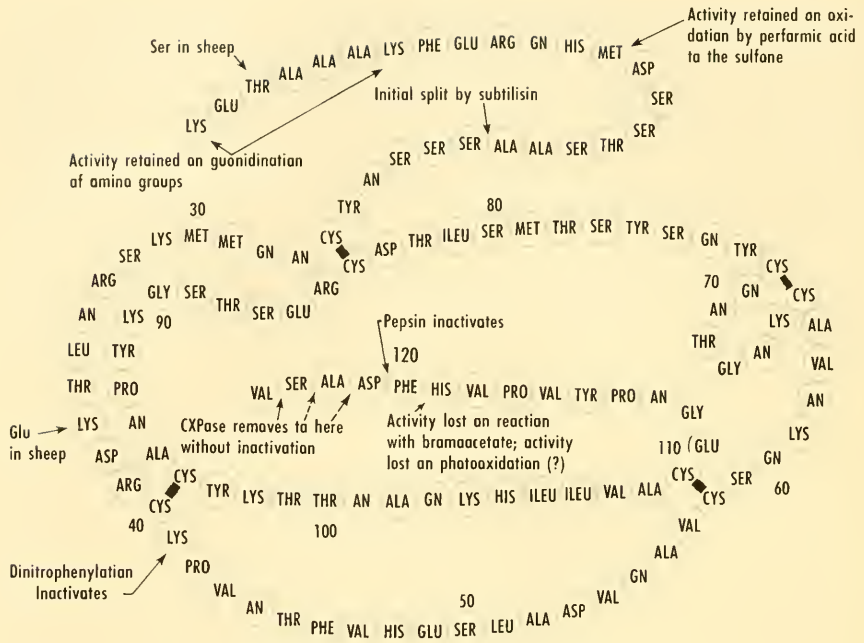 Activity retained on oxi-
dation by performic acid
to the sulfone
Ser in sheep
LYS GLU THR ALA ALA ALA LYS PHE GLU ARG GN HIS MET ASP SER
SER THR SER ALA ALA SER SER SER AN TYR CYS
Initial split by subtilisin
Activity retained on guonidination
of amino groups
30
AN GN MET MET LYS SER ARG AN LEU THR LYS ASP ARG CYS
Glu
in sheep
40
LYS PRO VAL AN THR PHE VAL HIS GLU SER LEU ALA ASP VAL GN ALA VAL CYS
Dinitrophenylation
Inactivates
50
SER GN LYS AN VAL ALA CYS
60
LYS AN GLY THR AN GN CYS
70
TYR GN SER TYR SER THR MET SER ILEU THR ASP CYS
80
ARG GLU SER THR SER GLY LYS TYR PRO AN ALA CYS
90
TYR LYS THR THR AN ALA GN LYS HIS ILEU ILEU VAL ALA CYS
100
110 (GLU
GLY AN PRO TYR VAL PRO VAL HIS PHE ASP ALA SER VAL
120
Pepsin inactivates
CXPase removes to here
without inactivation
Activity lost on reaction
with bromoacetate; activity
lost on photooxidation (?)